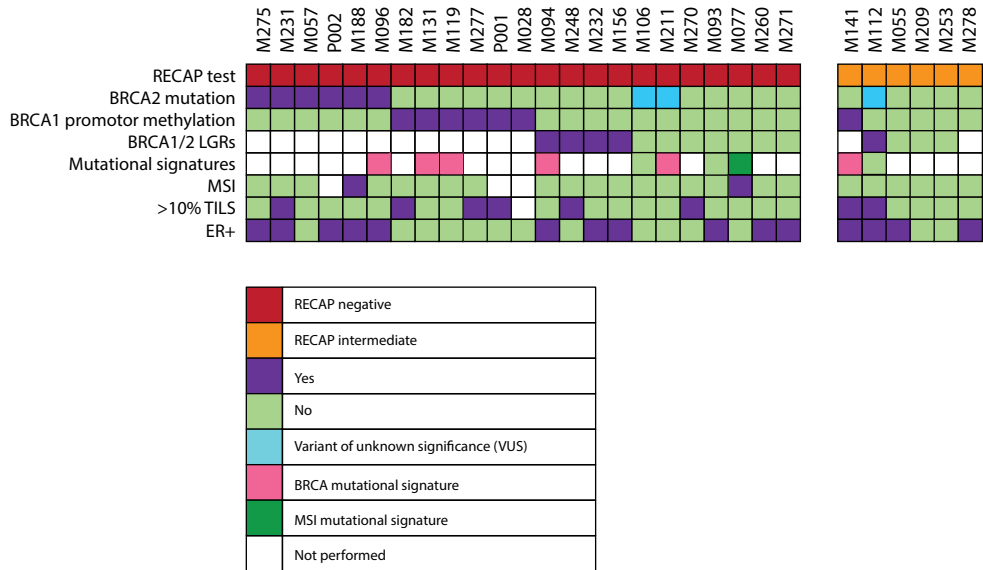 M275 M231 M057 P002 M188 M096 M182 M131 M119 M277 P001 M028 M094 M248 M232 M156 M106 M211 M270 M093 M077 M260 M271 M141 M112 M055 M209 M253 M278
RECAP test
BRCA2 mutation
BRCA1 promotor methylation
BRCA1/2 LGRs
Mutational signatures
MSI
>10% TILS
ER+
RECAP negative
RECAP intermediate
Yes
No
Variant of unknown significance (VUS)
BRCA mutational signature
MSI mutational signature
Not performed